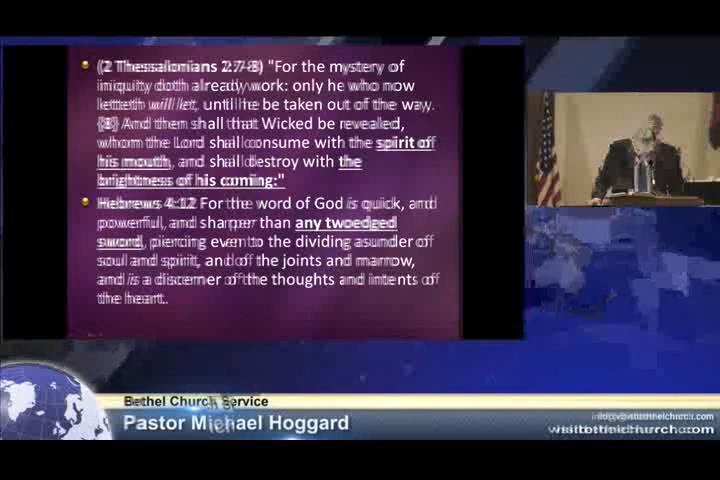 (2 Thessalonians 2:7-8) "For the mystery of
iniquity doth already work: only he who now
letteth will let, until he be taken out of the way.
(8) And then shall that Wicked be revealed,
whom the Lord shall consume with the spirit of
his mouth, and shall destroy with the
brightness of his coming:"
Hebrews 4:12 For the word of God is quick, and
powerful, and sharper than any twoedged
sword, piercing even to the dividing asunder of
soul and spirit, and of the joints and marrow,
and is a discerner of the thoughts and intents of
the heart.
Bethel Church Service
Pastor Michael Hoggard